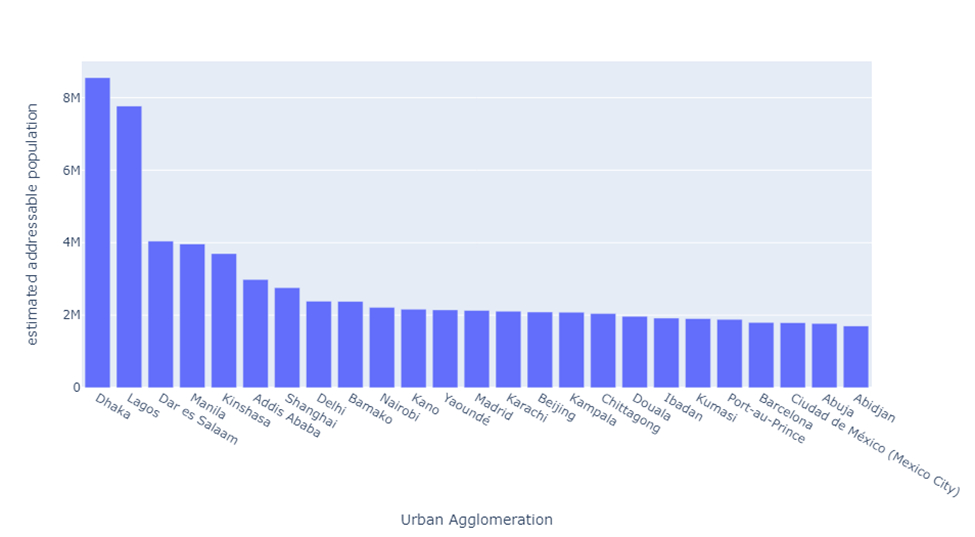 estimated addressable population
8M
6M
4M
2M
0
Dhaka
Lagos
Dar es Salaam
Manila
Kinshasa
Addis Ababa
Shanghai
Delhi
Bamako
Nairobi
Kano
Yaoundé
Madrid
Karachi
Beijing
Kampala
Chittagong
Douala
Ibadan
Kumasi
Port-au-Prince
Barcelona
Ciudad de México (Mexico City)
Abuja
Abidjan
Urban Agglomeration